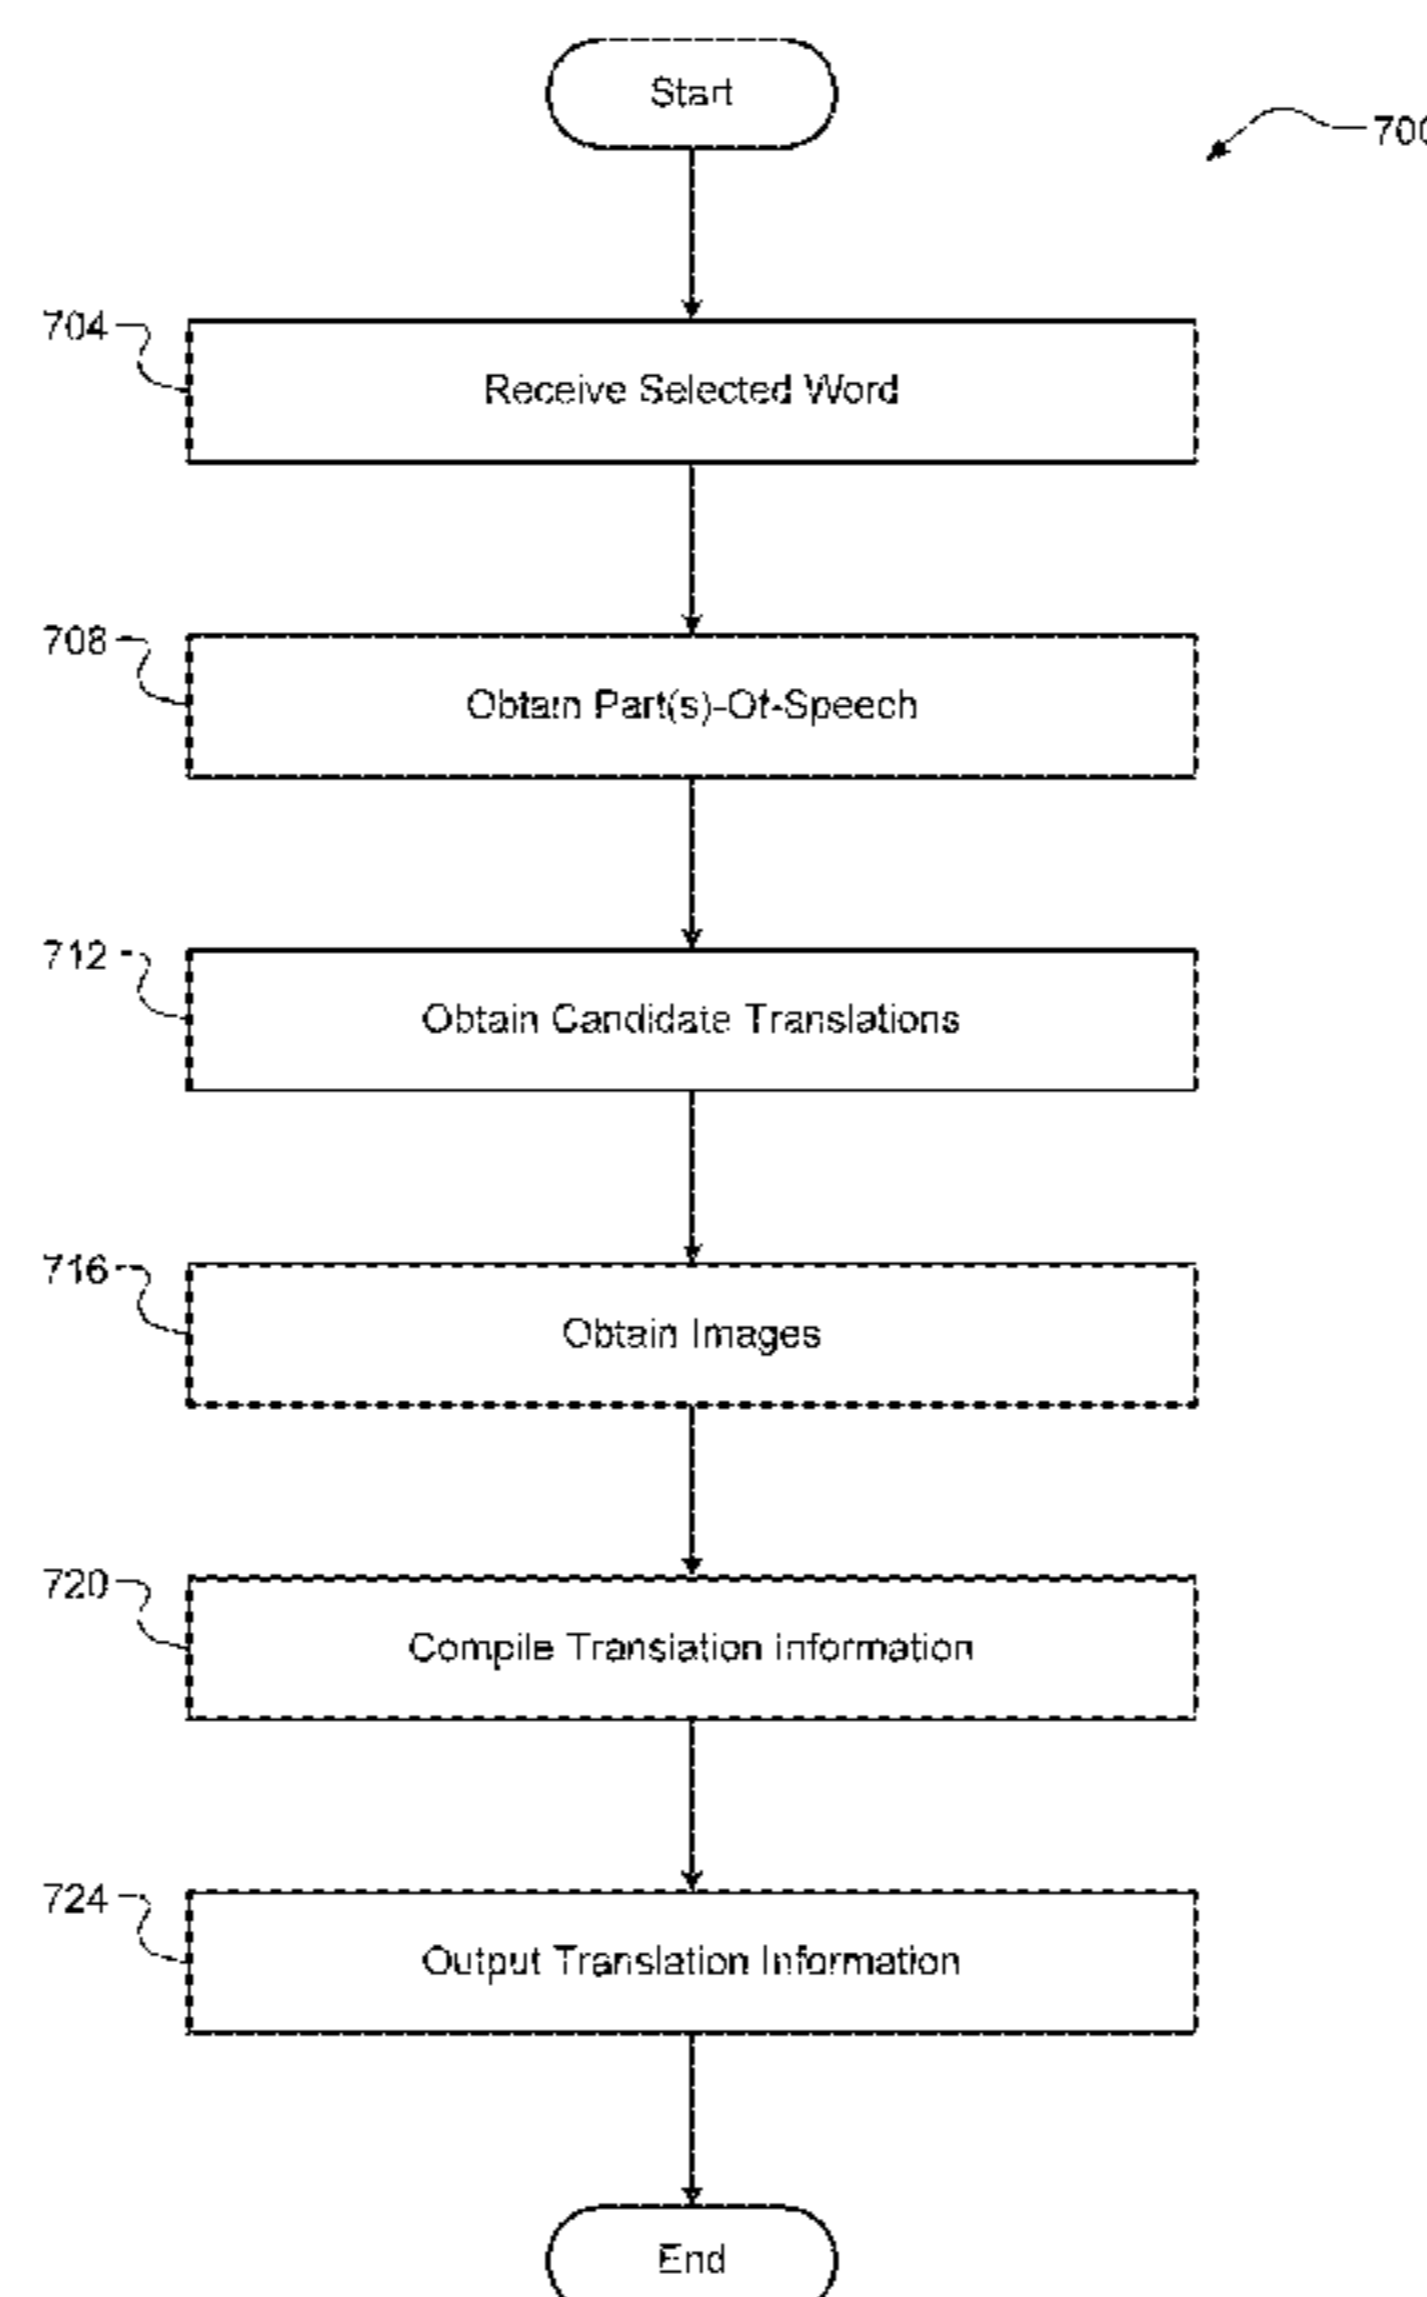 Start
700
704
Receive Selected Word
708
Obtain Part(s)-Of-Speech
712
Obtain Candidate Translations
716
Obtain Images
720
Compile Translation Information
724
Output Translation Information
End